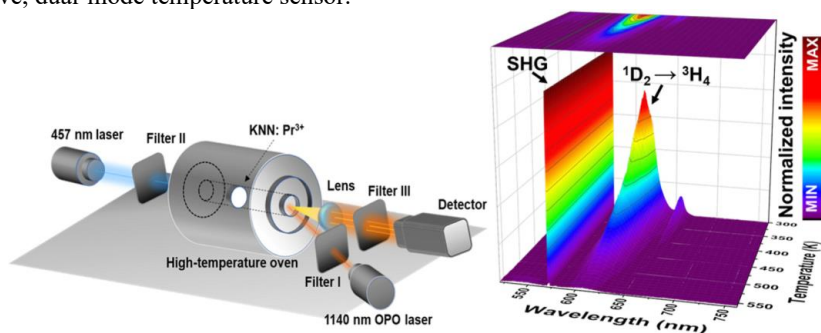 ve, dual mode temperature sensor.
457 nm laser
Filter II
KNN: Pr³⁺
Lens
Filter III
Detector
High-temperature oven
Filter I
1140 nm OPO laser
SHG
¹D₂ → ³H₄
MAX
Normalized intensity
MIN
300
350
400
450
500
550
Temperature (K)
550
600
650
700
750
Wavelength (nm)